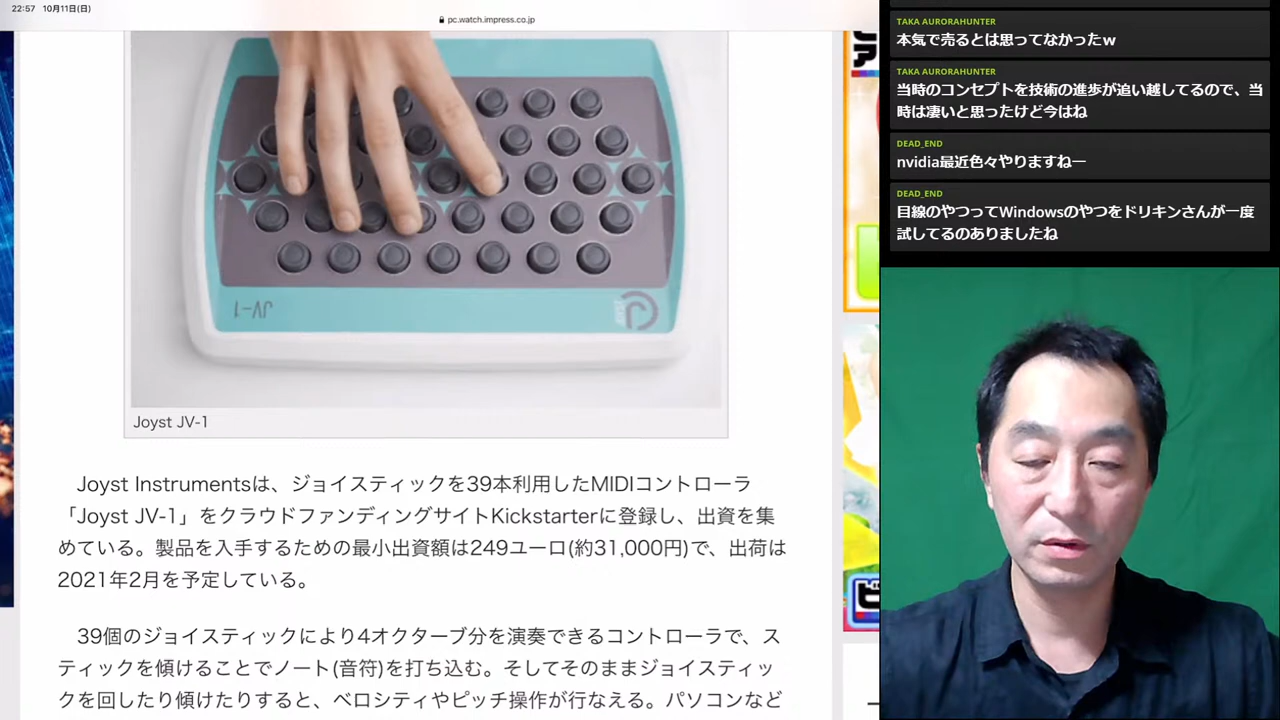 22:57 10月11日(日)
pc.watch.impress.co.jp
JV-1
Joyst JV-1
Joyst Instrumentsは、ジョイスティックを39本利用したMIDIコントローラ
「Joyst JV-1」をクラウドファンディングサイトKickstarterに登録し、出資を集
めている。製品を入手するための最小出資額は249ユーロ(約31,000円)で、出荷は
2021年2月を予定している。
39個のジョイスティックにより4オクターブ分を演奏できるコントローラで、ス
ティックを傾けることでノート(音符)を打ち込む。そしてそのままジョイスティッ
クを回したり傾けたりすると、ベロシティやピッチ操作が行なえる。パソコンなど
TAKA AURORAHUNTER
本気で売るとは思ってなかったｗ
TAKA AURORAHUNTER
当時のコンセプトを技術の進歩が追い越してるので、当
時は凄いと思ったけど今はね
DEAD_END
nvidia最近色々やりますねー
DEAD_END
目線のやつってWindowsのやつをドリキンさんが一度
試してるのありましたね